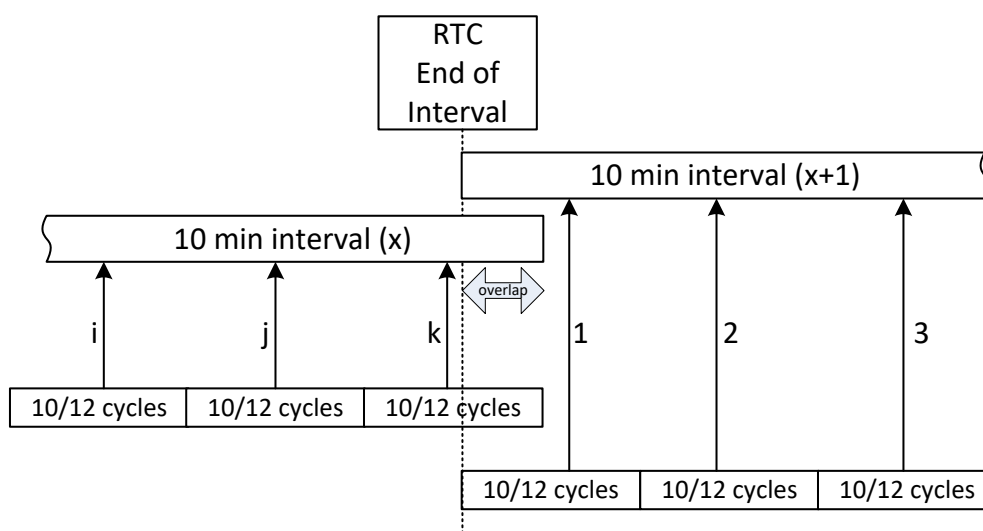 RTC
End of
Interval
10 min interval (x+1)
10 min interval (x)
overlap
i
j
k
1
2
3
10/12 cycles
10/12 cycles
10/12 cycles
10/12 cycles
10/12 cycles
10/12 cycles